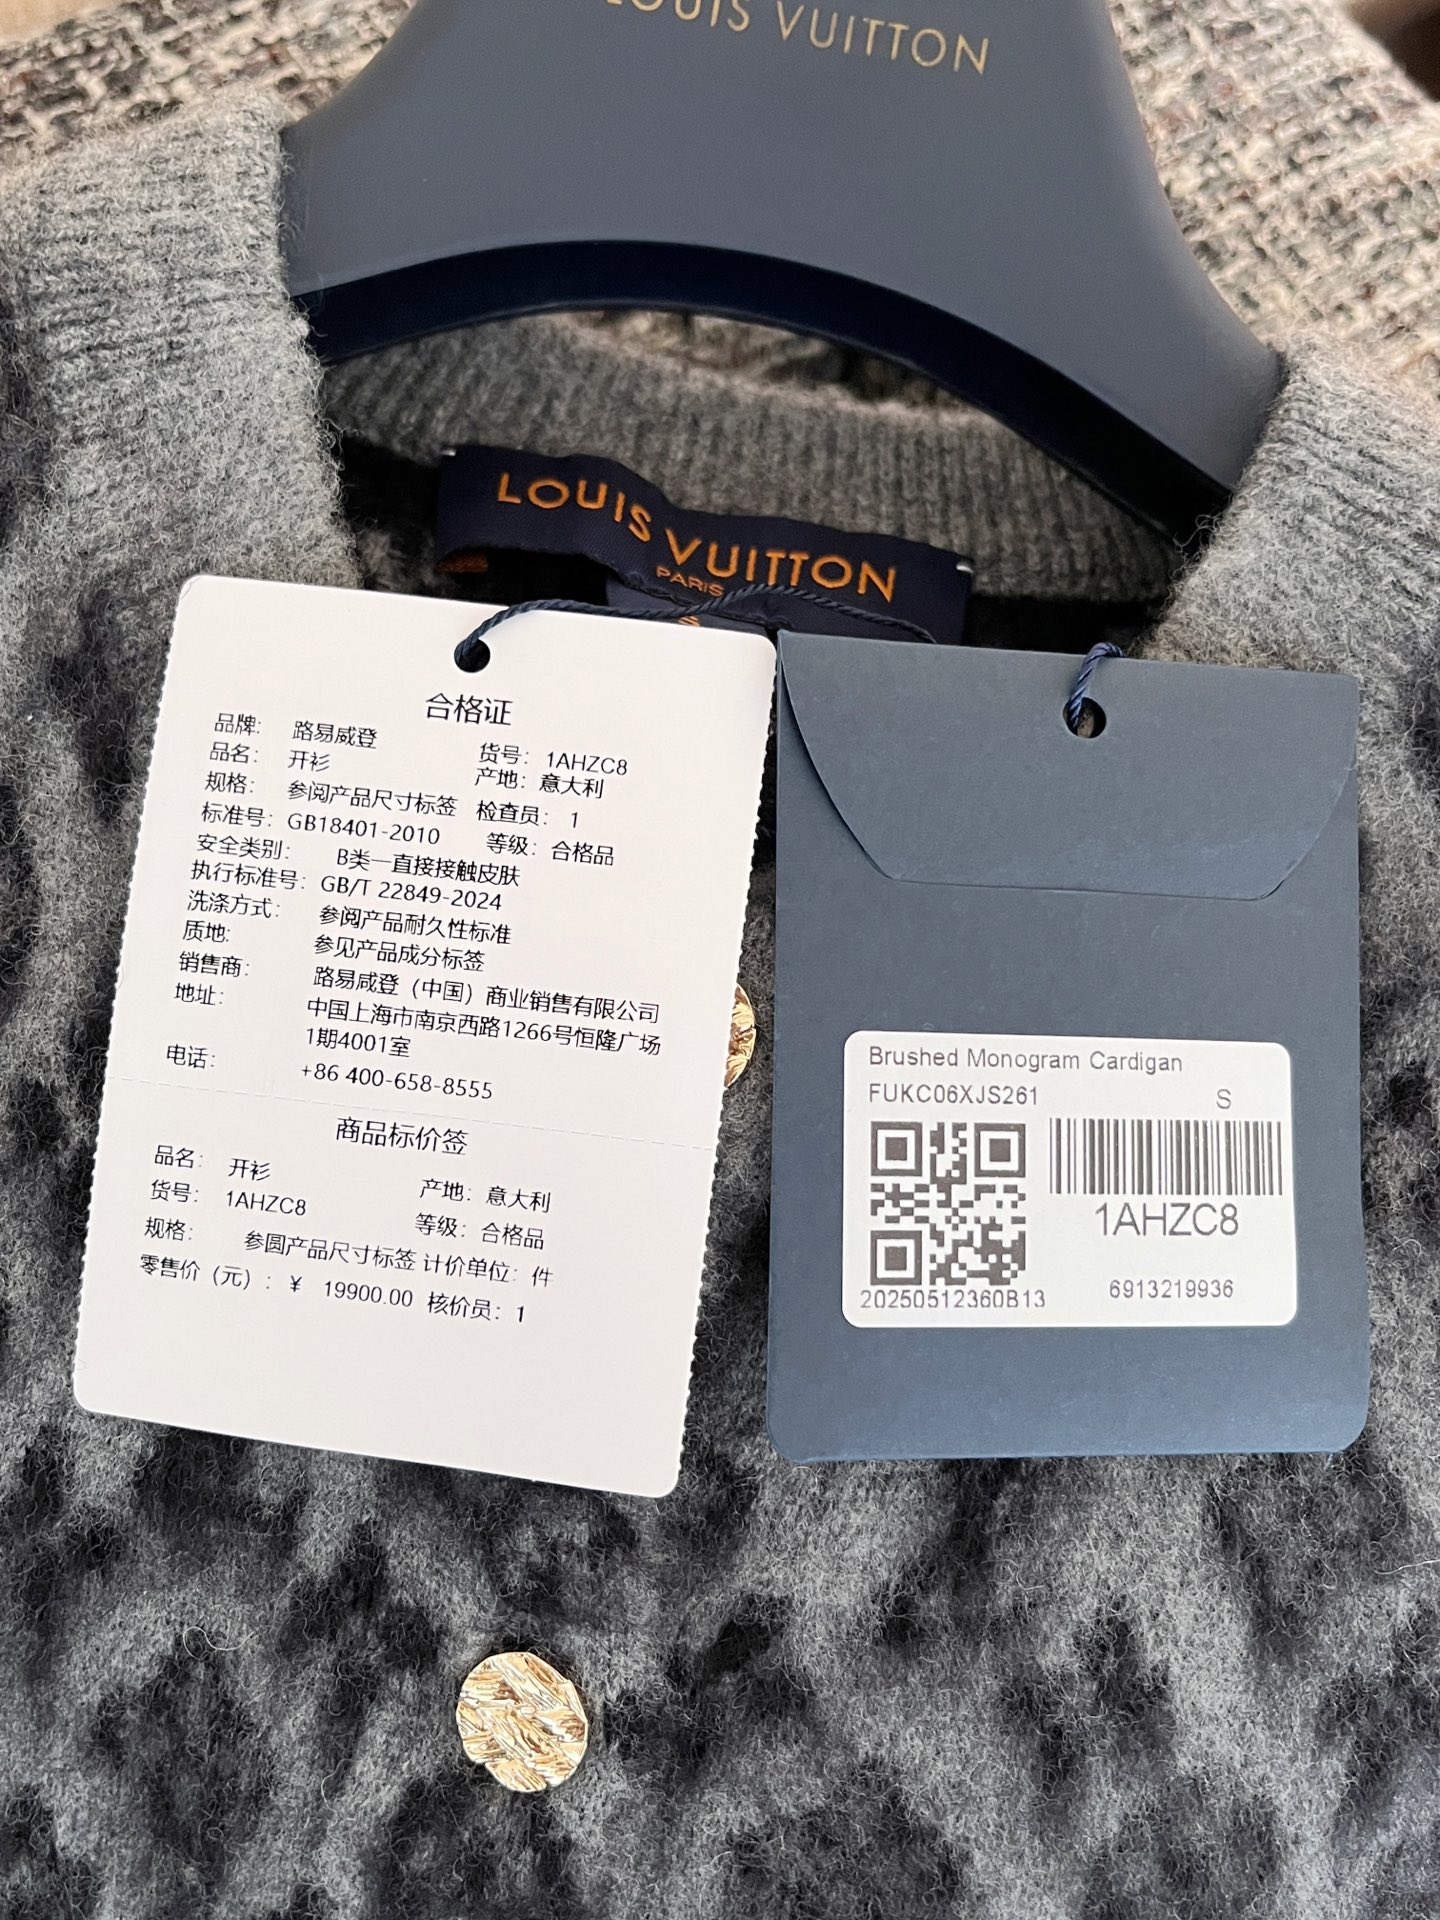 LOUIS VUITTON
LOUIS VUITTON
PARIS
S
合格证
品牌: 路易威登
货号: 1AHZC8
品名: 开衫
产地: 意大利
规格: 参阅产品尺寸标签
检查员: 1
标准号: GB18401-2010
等级: 合格品
安全类别: B类一直接接触皮肤
执行标准号: GB/T 22849-2024
洗涤方式: 参阅产品耐久性标准
质地: 参见产品成分标签
销售商: 路易威登（中国）商业销售有限公司
地址: 中国上海市南京西路1266号恒隆广场
1期4001室
电话: +86 400-658-8555
商品标价签
品名: 开衫
产地: 意大利
货号: 1AHZC8
等级: 合格品
规格: 参圆产品尺寸标签 计价单位: 件
零售价（元）: ¥ 19900.00 核价员: 1
Brushed Monogram Cardigan
FUKC06XJS261 S
1AHZC8
20250512360B13 6913219936